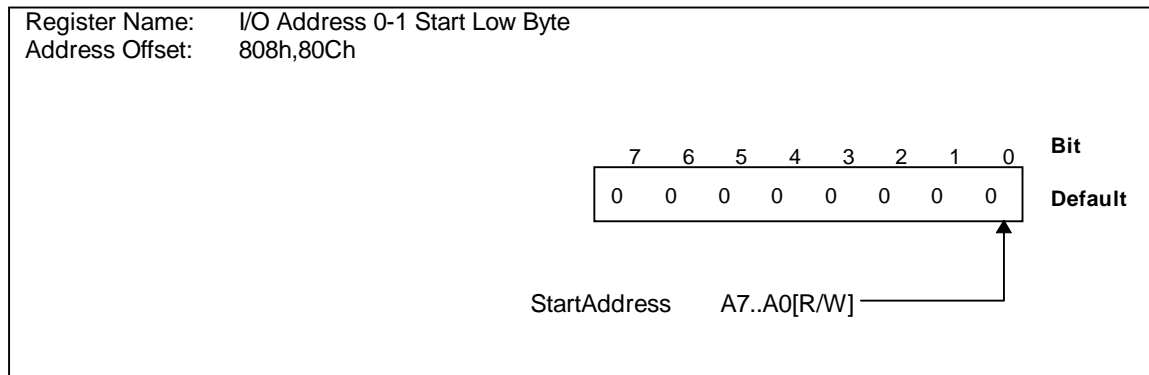 Register Name: I/O Address 0-1 Start Low Byte
Address Offset: 808h,80Ch
7 6 5 4 3 2 1 0 Bit
0 0 0 0 0 0 0 0 Default
StartAddress A7..A0[R/W]